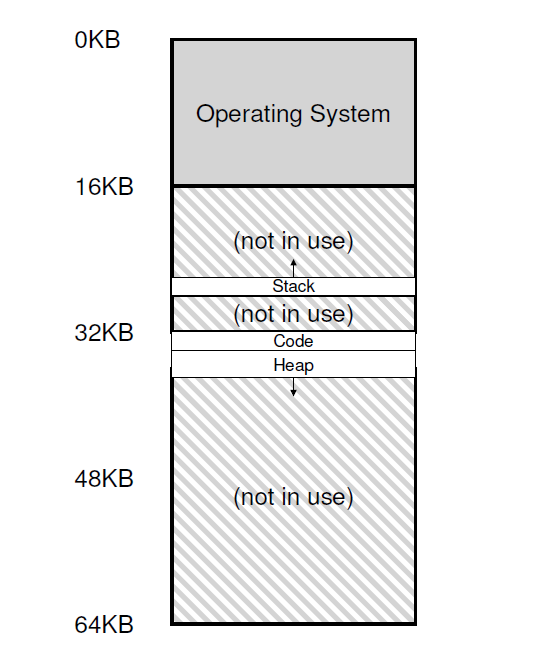 0KB
Operating System
16KB
(not in use)
Stack
(not in use)
32KB
Code
Heap
48KB
(not in use)
64KB